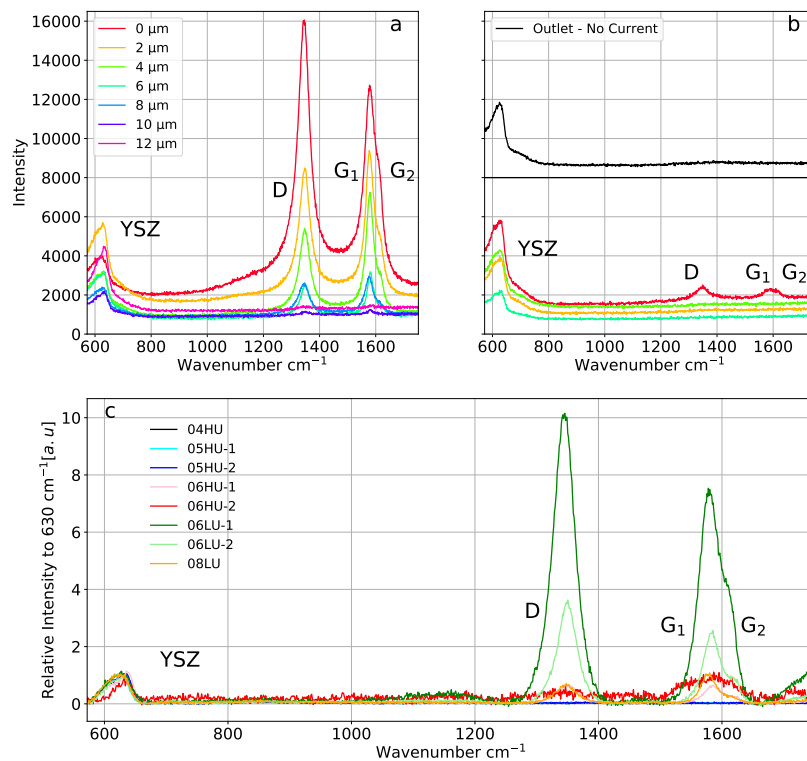 a
0 μm
2 μm
4 μm
6 μm
8 μm
10 μm
12 μm
D
G1
G2
YSZ
16000
14000
12000
10000
8000
6000
4000
2000
0
Intensity
600 800 1000 1200 1400 1600
Wavenumber cm⁻¹
b
Outlet - No Current
YSZ
D
G1
G2
600 800 1000 1200 1400 1600
Wavenumber cm⁻¹
c
04HU
05HU-1
05HU-2
06HU-1
06HU-2
06LU-1
06LU-2
08LU
D
G1
G2
YSZ
10
8
6
4
2
0
Relative Intensity to 630 cm⁻¹[a.u]
600 800 1000 1200 1400 1600
Wavenumber cm⁻¹